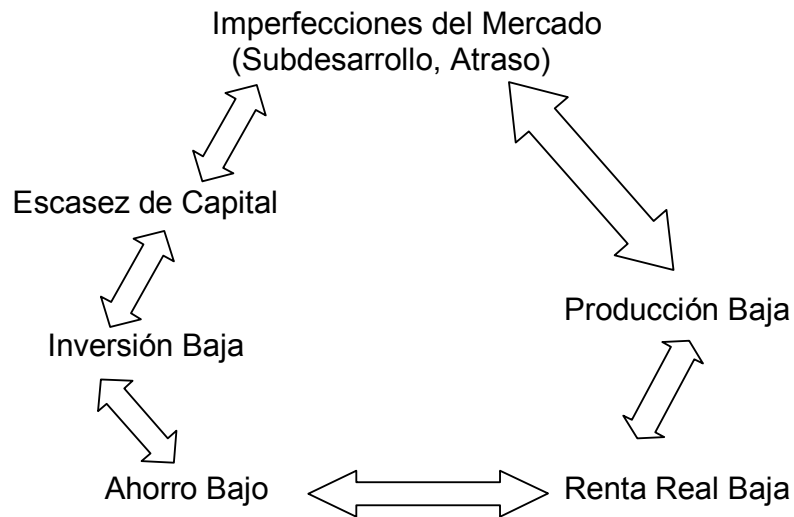 Imperfecciones del Mercado
(Subdesarrollo, Atraso)
Escasez de Capital
Producción Baja
Inversión Baja
Ahorro Bajo
Renta Real Baja